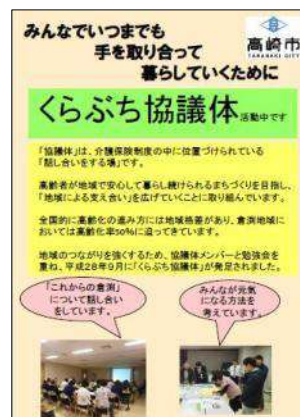 みんなでいつまでも
手を取り合って
暮らしていくために
高崎市
TAKASAKI CITY
くらぶち協議体 活動中です
「協議体」は、介護保険制度の中に位置づけられている
「話し合いをする場」です。
高齢者が地域で安心して暮らし続けられるまちづくりを目指し、
「地域による支え合い」を広げていくことに取り組んでいます。
全国的に高齢化の進み方には地域格差があり、倉渕地域に
おいては高齢化率50%に迫ってきています。
地域のつながりを強くするため、協議体メンバーと勉強会を
重ね、平成28年9月に「くらぶち協議体」が発足されました。
「これからの倉渕」
について話し合い
をしています。
みんなが元気
になる方法を
考えています。